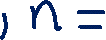 , n =